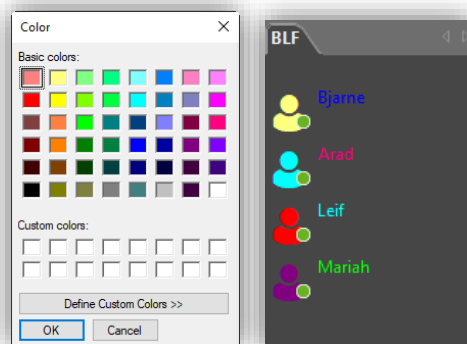 Color
Basic colors:
Custom colors:
Define Custom Colors >>
OK Cancel
BLF
Bjarne
Arad
Leif
Mariah